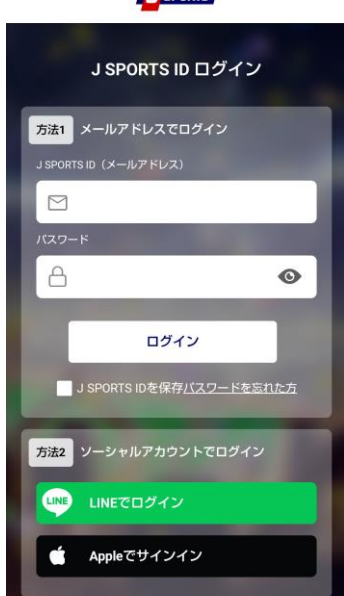 J SPORTS ID ログイン
方法1 メールアドレスでログイン
J SPORTS ID（メールアドレス）
パスワード
ログイン
J SPORTS IDを保存パスワードを忘れた方
方法2 ソーシャルアカウントでログイン
LINE LINEでログイン
Appleでサインイン